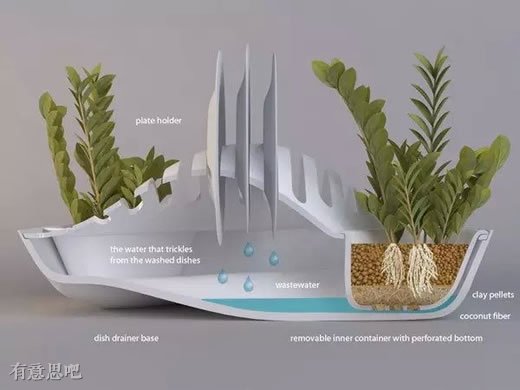 plate holder
the water that trickles
from the washed dishes
wastewater
clay pellets
coconut fiber
dish drainer base
removable inner container with perforated bottom
有意思吧